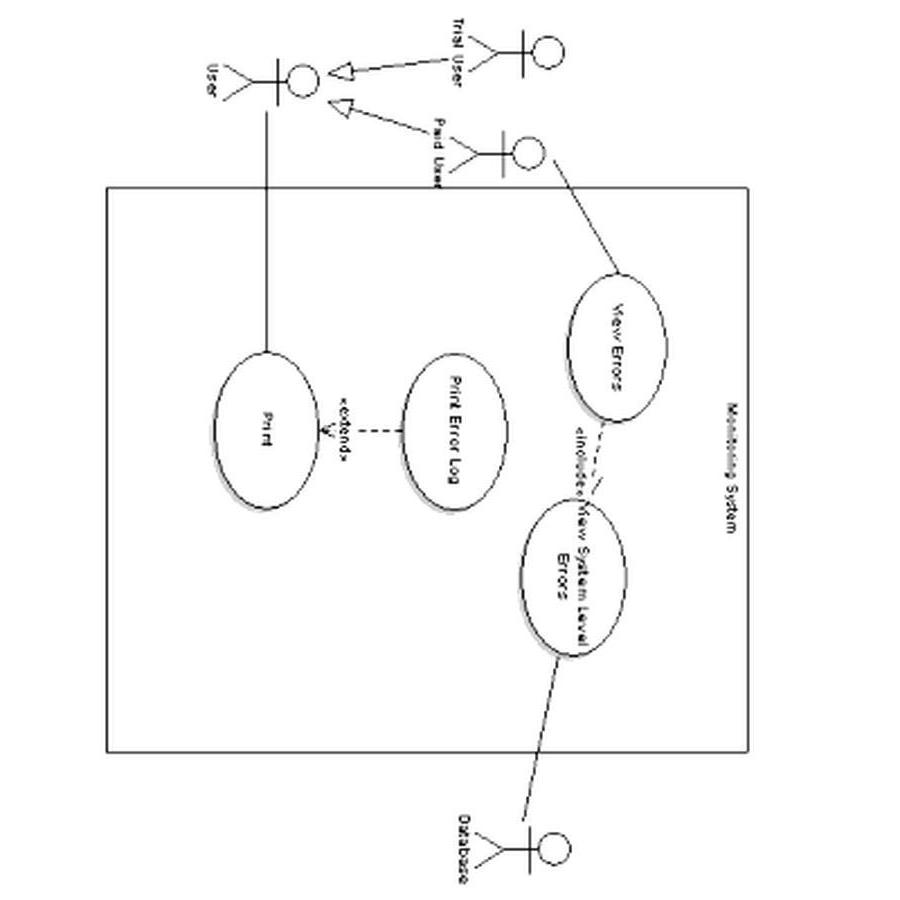 Monitoring System
View Errors
«include»
View System Level
Errors
Trial User
Paid User
Database
Print Error Log
«extend»
Print
User